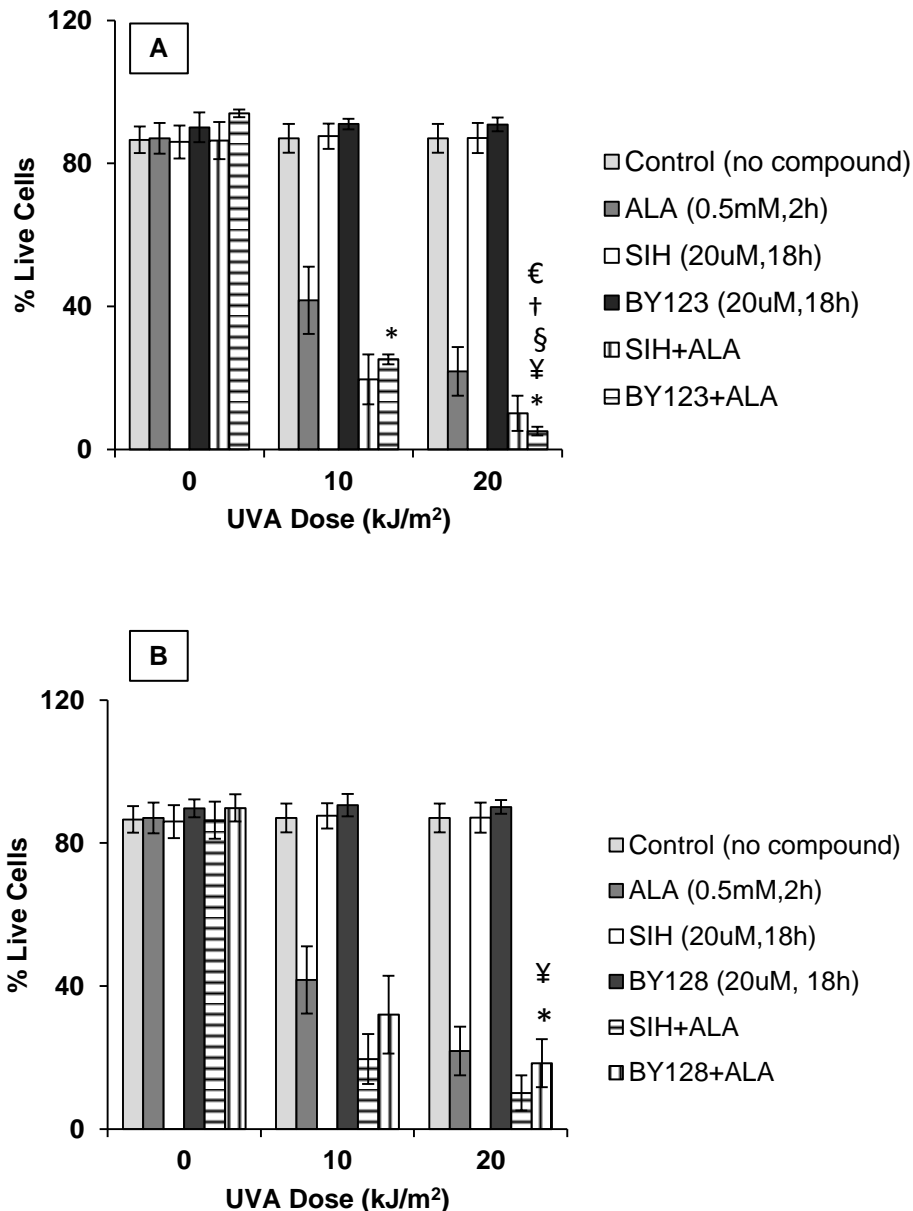 A
% Live Cells
120
80
40
0
*
€
†
§
¥
*
0 10 20
UVA Dose (kJ/m²)
Control (no compound)
ALA (0.5mM,2h)
SIH (20uM,18h)
BY123 (20uM,18h)
SIH+ALA
BY123+ALA
B
% Live Cells
120
80
40
0
¥
*
0 10 20
UVA Dose (kJ/m²)
Control (no compound)
ALA (0.5mM,2h)
SIH (20uM,18h)
BY128 (20uM, 18h)
SIH+ALA
BY128+ALA